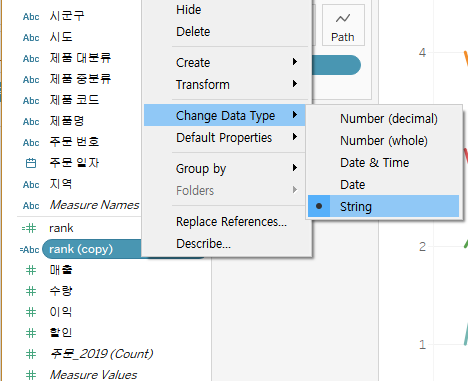 Abc 시군구
Abc 시도
Abc 제품 대분류
Abc 제품 중분류
Abc 제품 코드
Abc 제품명
Abc 주문 번호
주문 일자
Abc 지역
Abc Measure Names
=# rank
=Abc rank (copy)
# 매출
# 수량
# 이익
# 할인
# 주문_2019 (Count)
# Measure Values
Hide
Delete
Create
Transform
Change Data Type
Default Properties
Group by
Folders
Replace References...
Describe...
Number (decimal)
Number (whole)
Date & Time
Date
String
Path
4
2
1